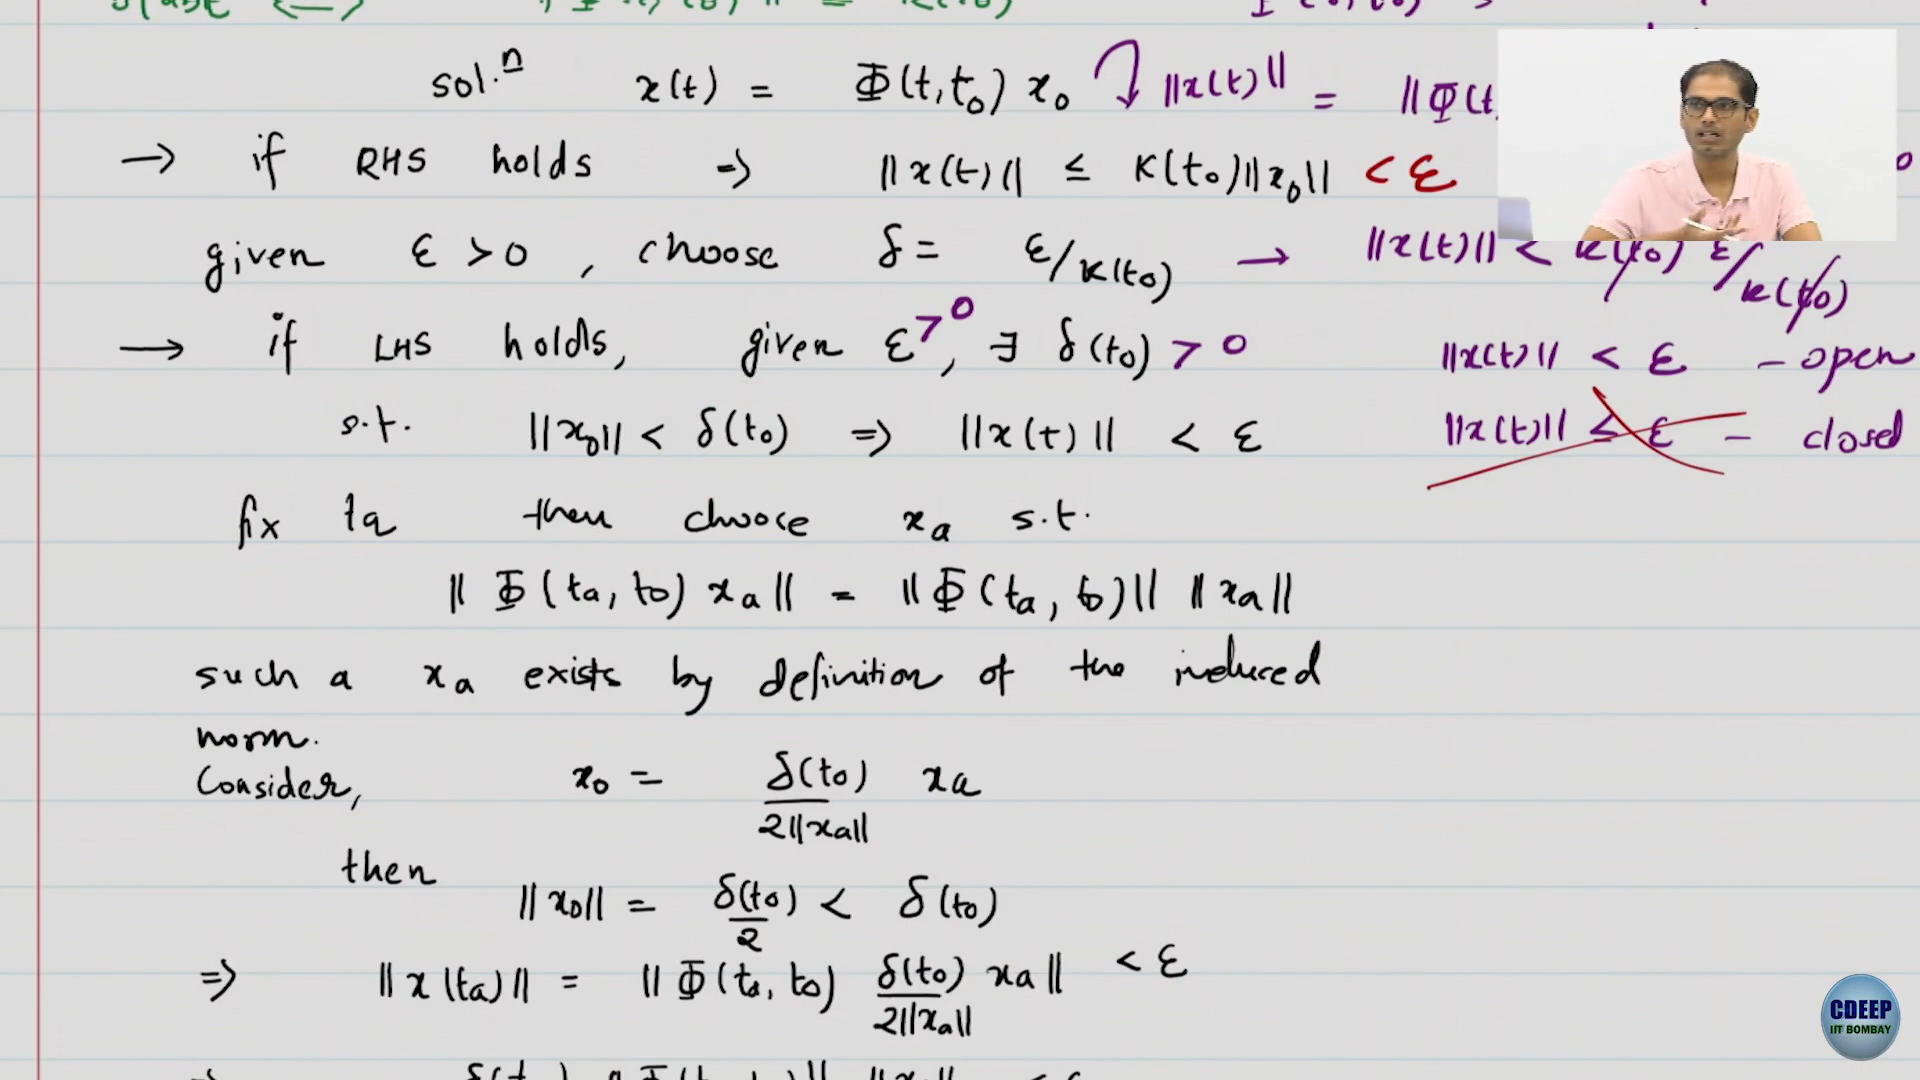 sol.n x(t) = Φ(t,t0) x0 ||x(t)|| = ||Φ(t,
→ if RHS holds ⇒ ||x(t)|| ≤ K(t0)||x0|| < ε
given ε > 0 , choose δ = ε/K(t0) → ||x(t)|| < K(t0) ε/K(t0)
→ if LHS holds, given ε > 0, ∃ δ(t0) > 0
||x(t)|| < ε – open
s.t. ||x0|| < δ(t0) ⇒ ||x(t)|| < ε
||x(t)|| ≤ ε – closed
fix ta then choose xa s.t.
||Φ(ta, t0) xa|| = ||Φ(ta, t0)|| ||xa||
such a xa exists by definition of the induced
norm.
Consider, x0 = δ(t0)/2||xa|| xa
then
||x0|| = δ(t0)/2 < δ(t0)
⇒ ||x(ta)|| = ||Φ(ta, t0) δ(t0)/2||xa|| xa|| < ε
CDEEP
IIT BOMBAY